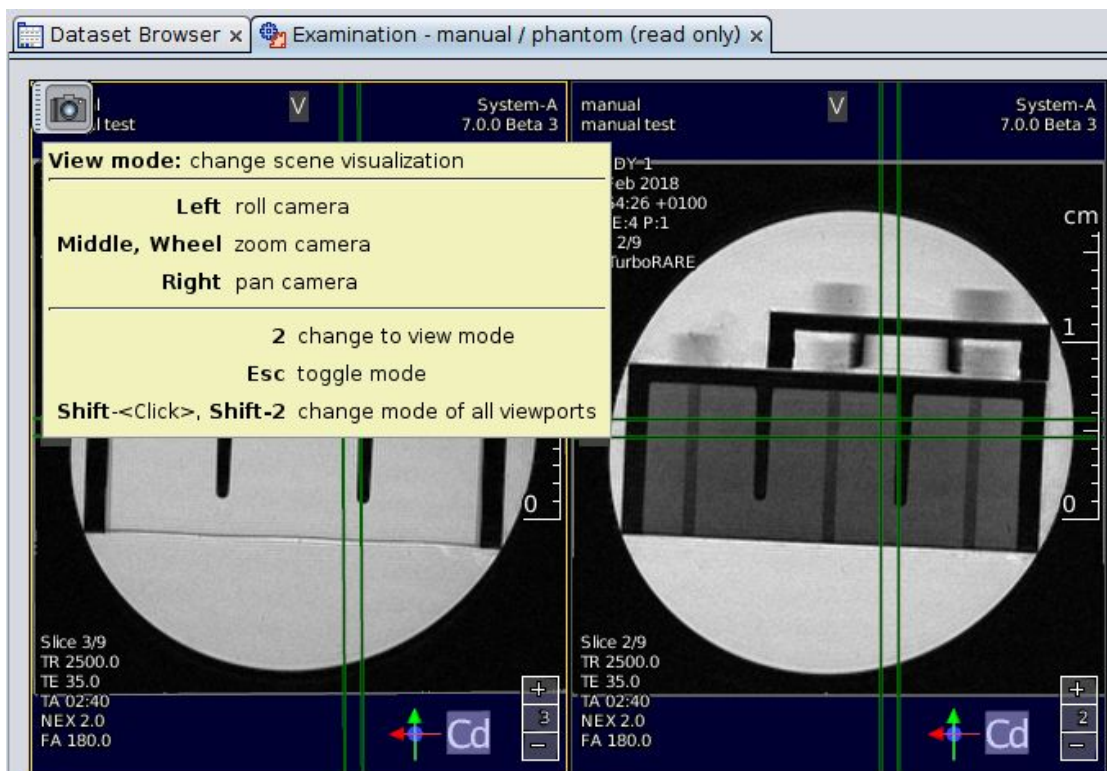 Dataset Browser x Examination - manual / phantom (read only) x
V
System-A
test
7.0.0 Beta 3
View mode: change scene visualization
Left roll camera
Middle, Wheel zoom camera
Right pan camera
2 change to view mode
Esc toggle mode
Shift-<Click>, Shift-2 change mode of all viewports
0
Slice 3/9
TR 2500.0
TE 35.0
TA 02:40
NEX 2.0
FA 180.0
Cd
+
3
−
manual
manual test
V
System-A
7.0.0 Beta 3
DY 1
eb 2018
4:26 +0100
E:4 P:1
2/9
TurboRARE
cm
1
0
Slice 2/9
TR 2500.0
TE 35.0
TA 02:40
NEX 2.0
FA 180.0
Cd
+
2
−